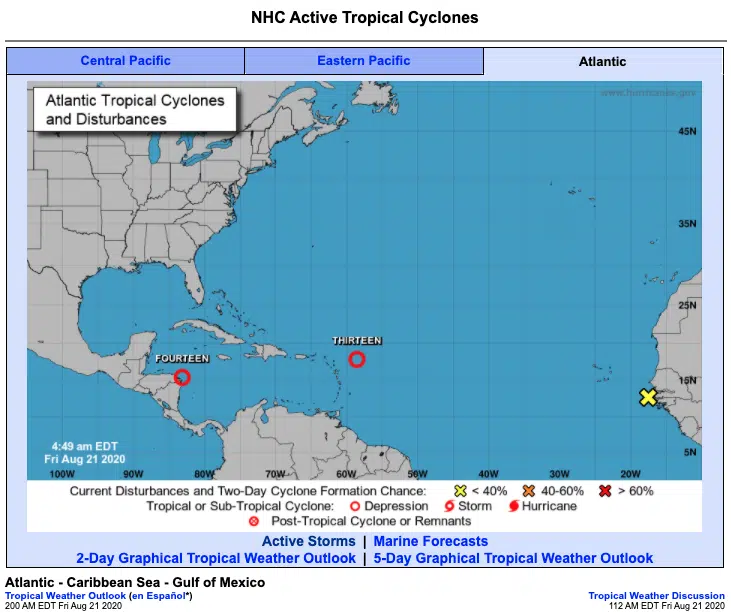 NHC Active Tropical Cyclones
Central Pacific
Eastern Pacific
Atlantic
Atlantic Tropical Cyclones
and Disturbances
www.hurricanes.gov
45N
35N
25N
THIRTEEN
FOURTEEN
15N
4:49 am EDT
Fri Aug 21 2020
5N
100W 90W 80W 70W 60W 50W 40W 30W 20W
Current Disturbances and Two-Day Cyclone Formation Chance: < 40% 40-60% > 60%
Tropical or Sub-Tropical Cyclone: Depression Storm Hurricane
Post-Tropical Cyclone or Remnants
Active Storms | Marine Forecasts
2-Day Graphical Tropical Weather Outlook | 5-Day Graphical Tropical Weather Outlook
Atlantic - Caribbean Sea - Gulf of Mexico
Tropical Weather Outlook (en Español*)
Tropical Weather Discussion
200 AM EDT Fri Aug 21 2020
112 AM EDT Fri Aug 21 2020